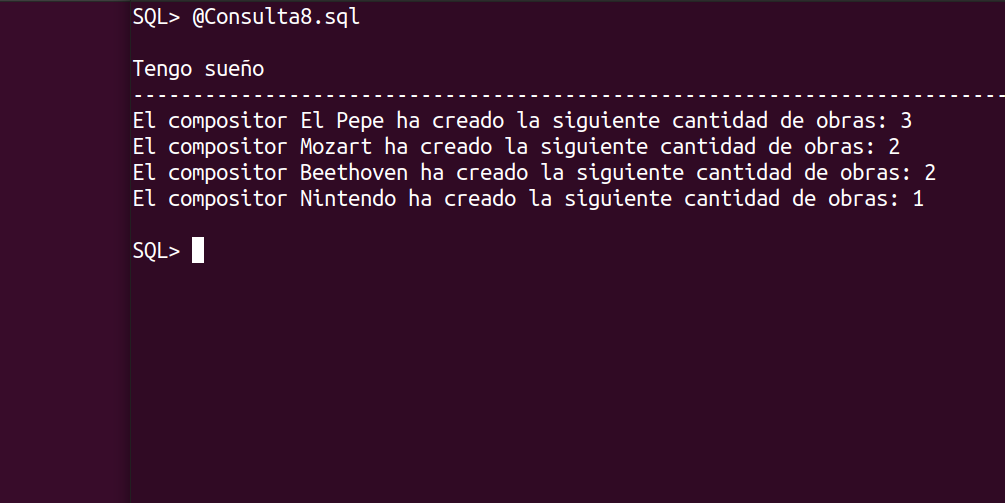 SQL> @Consulta8.sql
Tengo sueño
--------------------------------------------------------------------------
El compositor El Pepe ha creado la siguiente cantidad de obras: 3
El compositor Mozart ha creado la siguiente cantidad de obras: 2
El compositor Beethoven ha creado la siguiente cantidad de obras: 2
El compositor Nintendo ha creado la siguiente cantidad de obras: 1
SQL>